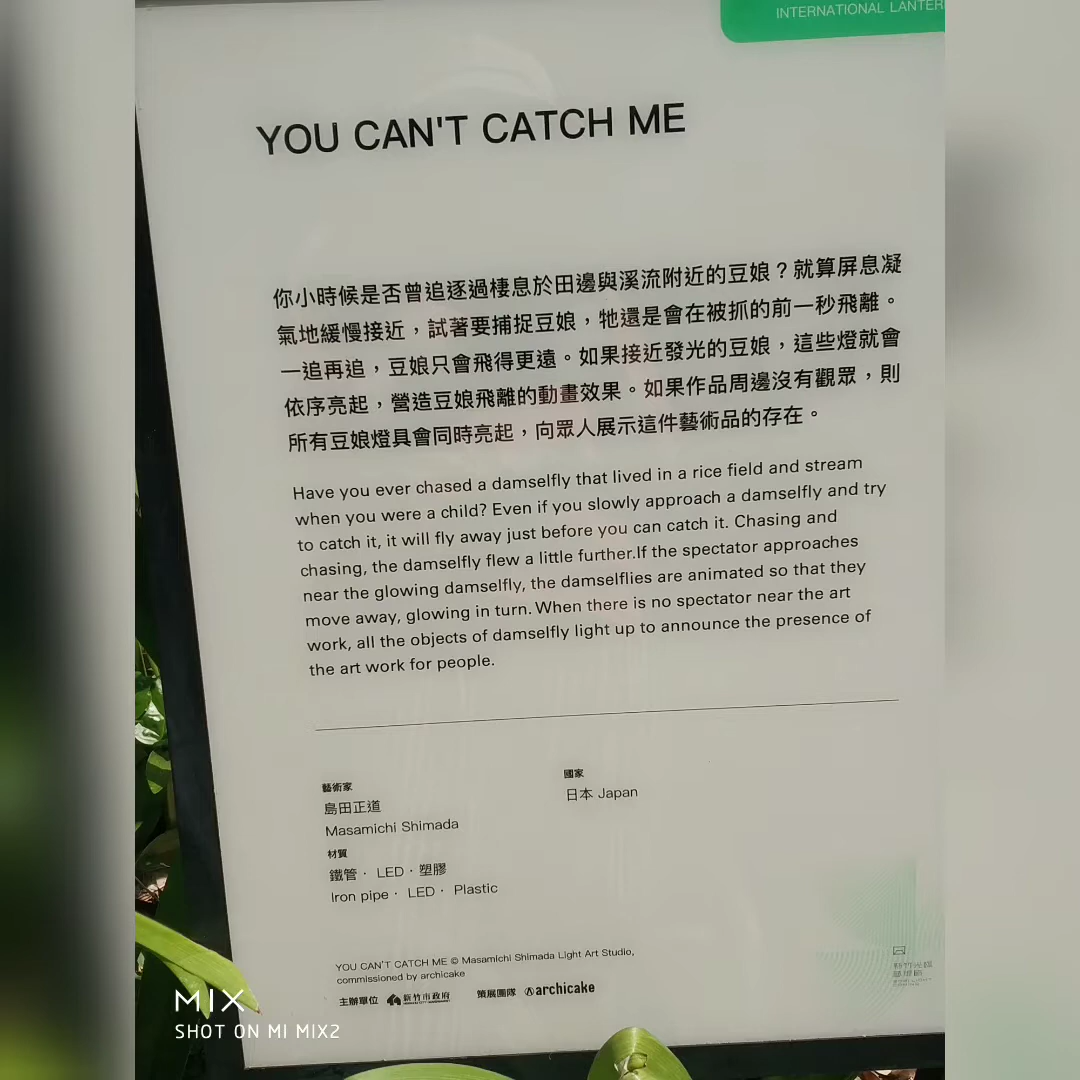 INTERNATIONAL LANTER
YOU CAN'T CATCH ME
你小時候是否曾追逐過棲息於田邊與溪流附近的豆娘？就算屏息凝
氣地緩慢接近，試著要捕捉豆娘，牠還是會在被抓的前一秒飛離。
一追再追，豆娘只會飛得更遠。如果接近發光的豆娘，這些燈就會
依序亮起，營造豆娘飛離的動畫效果。如果作品周邊沒有觀眾，則
所有豆娘燈具會同時亮起，向眾人展示這件藝術品的存在。
Have you ever chased a damselfly that lived in a rice field and stream
when you were a child? Even if you slowly approach a damselfly and try
to catch it, it will fly away just before you can catch it. Chasing and
chasing, the damselfly flew a little further.If the spectator approaches
near the glowing damselfly, the damselflies are animated so that they
move away, glowing in turn. When there is no spectator near the art
work, all the objects of damselfly light up to announce the presence of
the art work for people.
藝術家
島田正道
Masamichi Shimada
國家
日本 Japan
材質
鐵管· LED·塑膠
Iron pipe· LED· Plastic
YOU CAN'T CATCH ME © Masamichi Shimada Light Art Studio,
commissioned by archicake
主辦單位 新竹市政府 策展團隊 archicake
MIX
SHOT ON MI MIX2